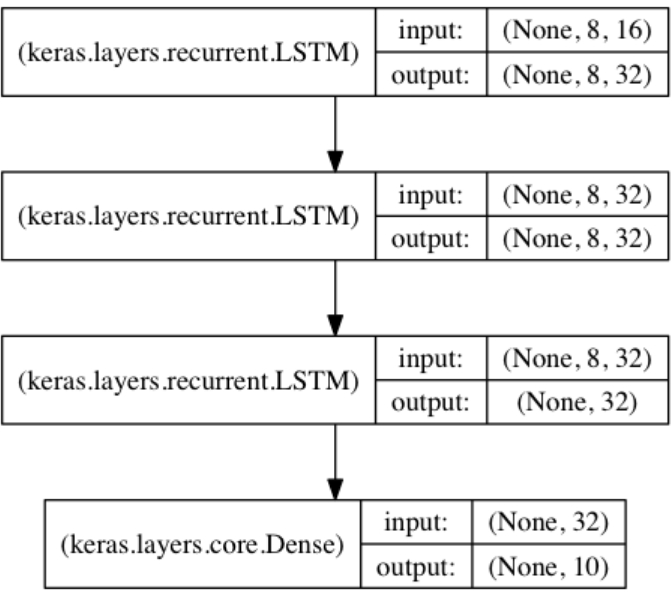 (keras.layers.recurrent.LSTM)
input:
(None, 8, 16)
output:
(None, 8, 32)
(keras.layers.recurrent.LSTM)
input:
(None, 8, 32)
output:
(None, 8, 32)
(keras.layers.recurrent.LSTM)
input:
(None, 8, 32)
output:
(None, 32)
(keras.layers.core.Dense)
input:
(None, 32)
output:
(None, 10)